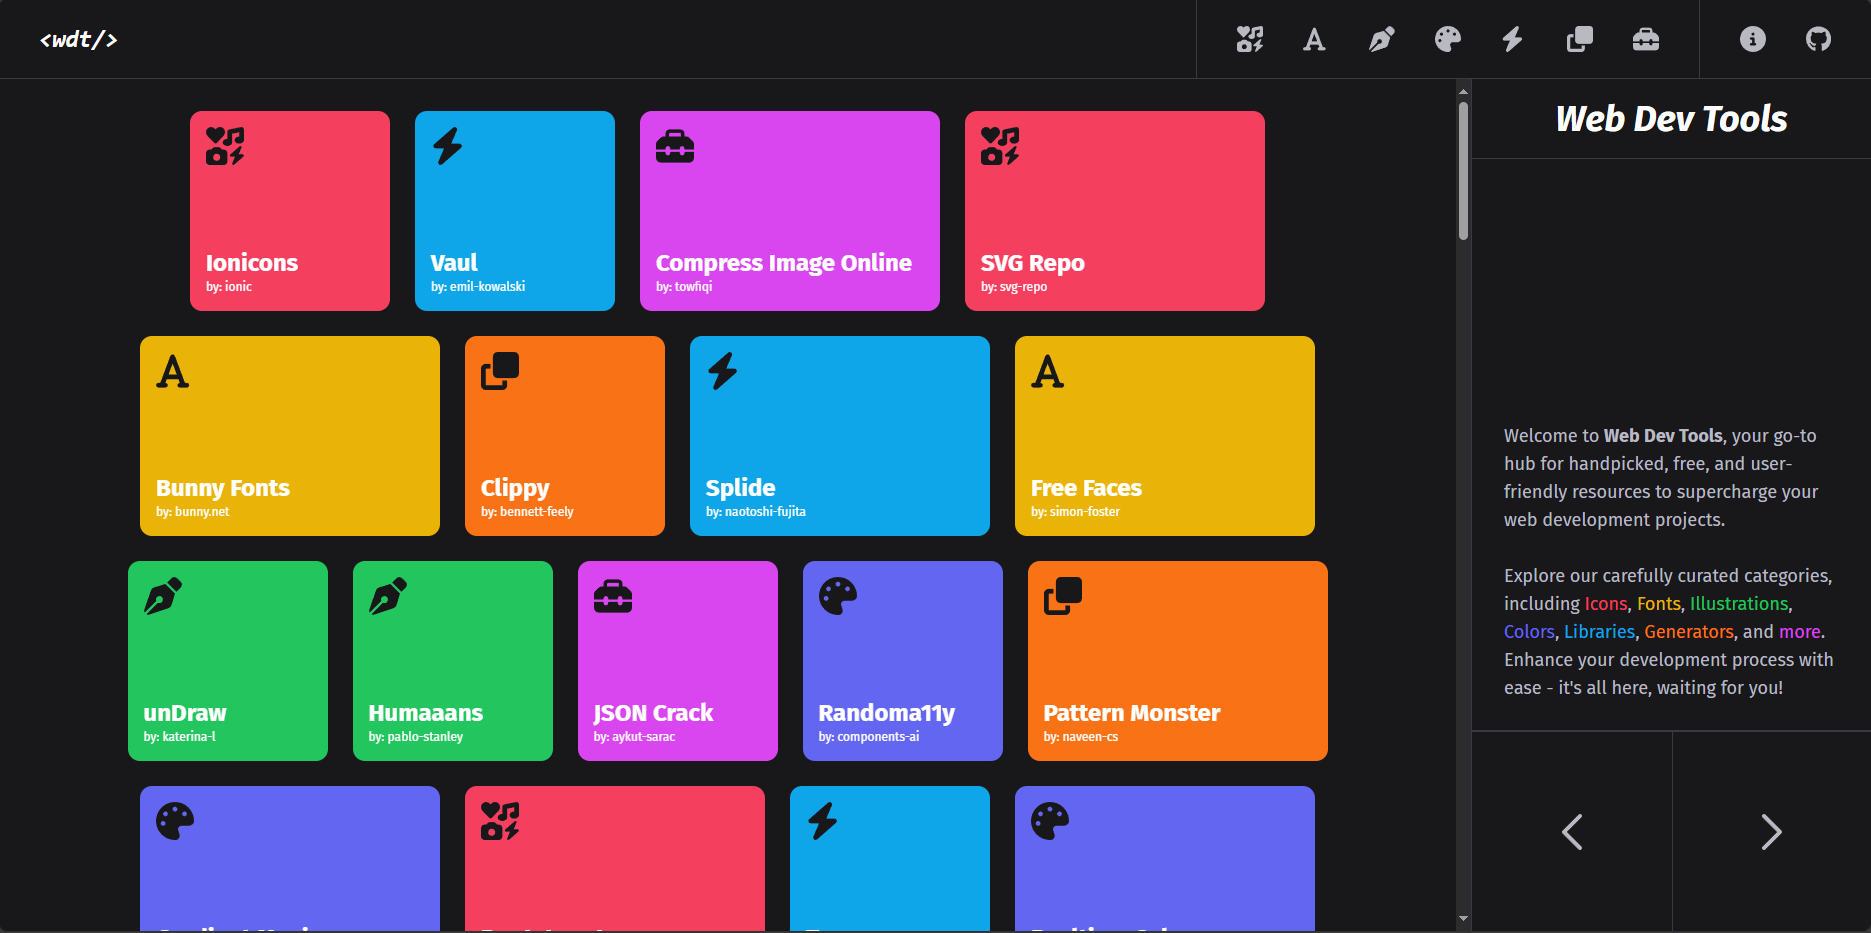 <wdt/>
Web Dev Tools
Ionicons
by: ionic
Vaul
by: emil-kowalski
Compress Image Online
by: towfiqi
SVG Repo
by: svg-repo
Bunny Fonts
by: bunny.net
Clippy
by: bennett-feely
Splide
by: naotoshi-fujita
Free Faces
by: simon-foster
unDraw
by: katerina-l
Humaaans
by: pablo-stanley
JSON Crack
by: aykut-sarac
Randoma11y
by: components-ai
Pattern Monster
by: naveen-cs
Welcome to Web Dev Tools, your go-to
hub for handpicked, free, and user-
friendly resources to supercharge your
web development projects.
Explore our carefully curated categories,
including Icons, Fonts, Illustrations,
Colors, Libraries, Generators, and more.
Enhance your development process with
ease - it's all here, waiting for you!